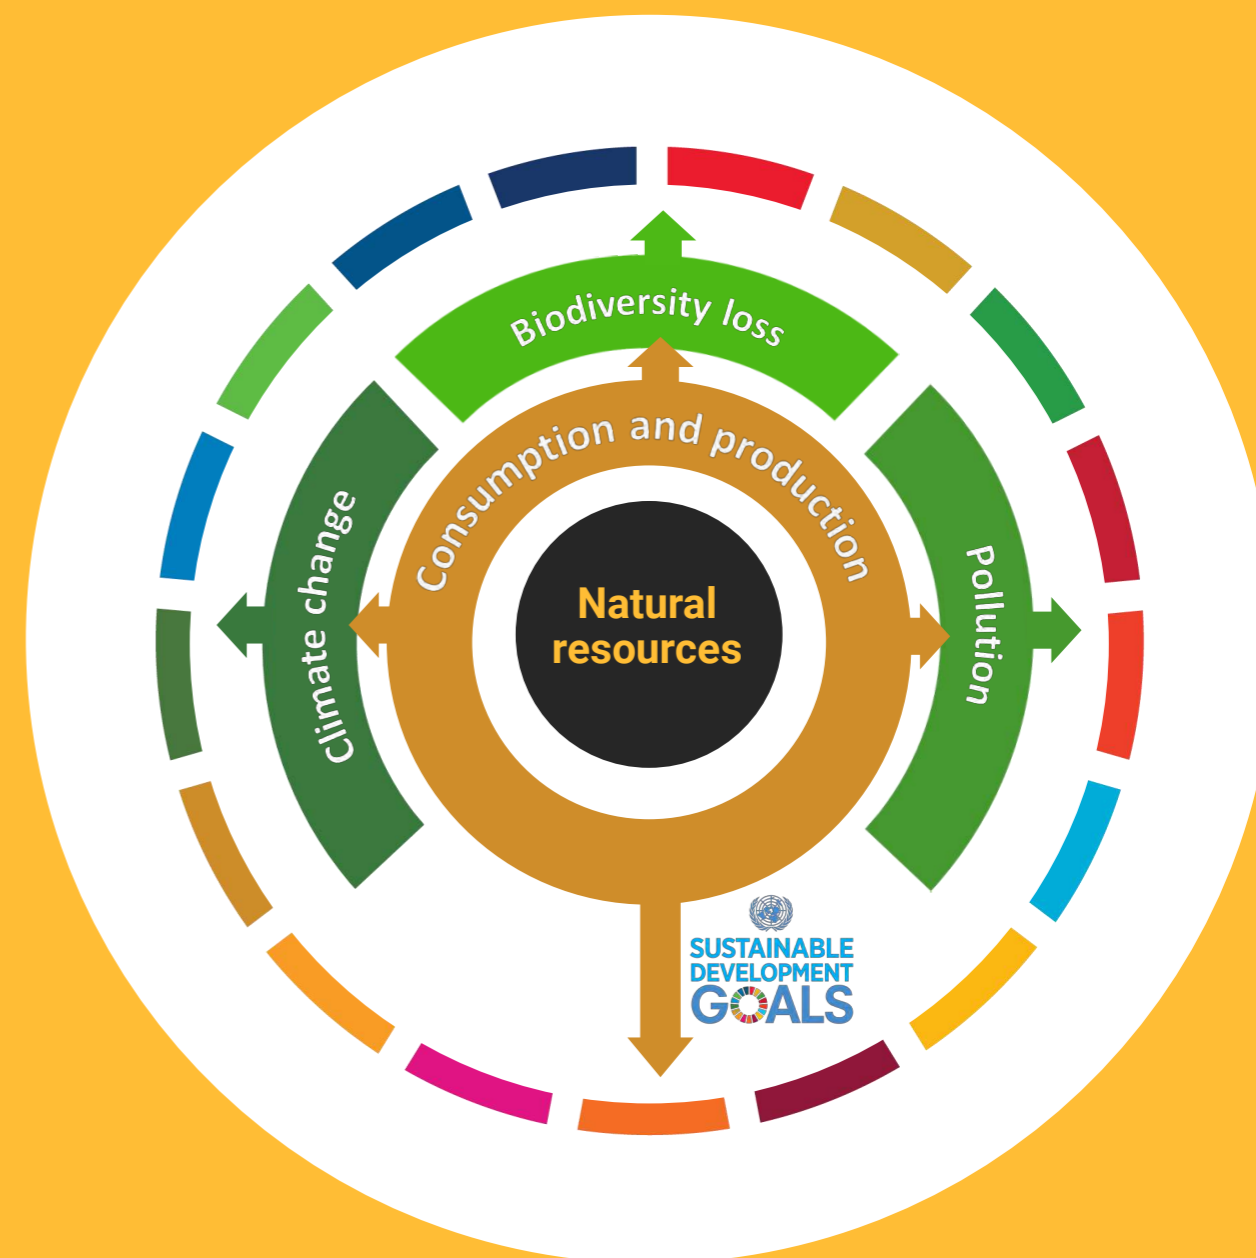 Biodiversity loss
Consumption and production
Climate change
Pollution
Natural
resources
SUSTAINABLE
DEVELOPMENT
GOALS